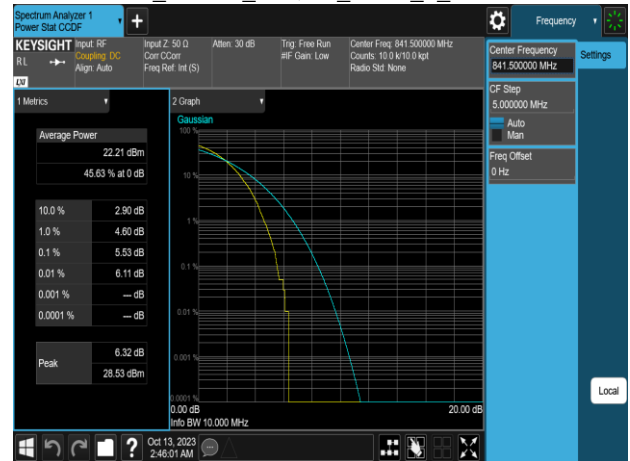 Spectrum Analyzer 1
Power Stat CCDF
Frequency
KEYSIGHT
RL
LXI
Input: RF
Coupling: DC
Align: Auto
Input Z: 50 Ω
Corr CCorr
Freq Ref: Int (S)
Atten: 30 dB
Trig: Free Run
#IF Gain: Low
Center Freq: 841.500000 MHz
Counts: 10.0 k/10.0 kpt
Radio Std: None
Center Frequency
841.500000 MHz
Settings
CF Step
5.000000 MHz
Auto
Man
Freq Offset
0 Hz
1 Metrics
Average Power
22.21 dBm
45.63 % at 0 dB
10.0 % 2.90 dB
1.0 % 4.60 dB
0.1 % 5.53 dB
0.01 % 6.11 dB
0.001 % --- dB
0.0001 % --- dB
Peak
6.32 dB
28.53 dBm
2 Graph
Gaussian
100 %
10 %
1 %
0.1 %
0.01 %
0.001 %
0.0001 %
0.00 dB 20.00 dB
Info BW 10.000 MHz
Local
?
Oct 13, 2023
2:46:01 AM